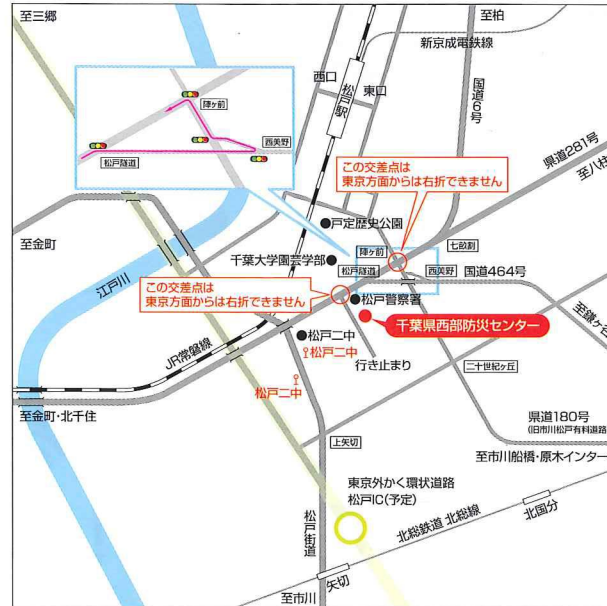 至三郷
至柏
新京成電鉄線
西口
東口
松戸駅
国道6号
陣ヶ前
西美野
松戸隧道
この交差点は
東京方面からは右折できません
県道281号
至八柱
戸定歴史公園
七畝割
至金町
千葉大学園芸学部
陣ヶ前
松戸隧道
西美野
国道464号
江戸川
この交差点は
東京方面からは右折できません
松戸警察署
千葉県西部防災センター
至鎌ヶ谷
JR常磐線
松戸二中
松戸二中
行き止まり
二十世紀ヶ丘
松戸二中
至金町・北千住
県道180号
(旧市川松戸有料道路)
上矢切
至市川船橋・原木インター
東京外かく環状道路
松戸IC(予定)
松戸街道
北総鉄道 北総線
北国分
矢切
至市川